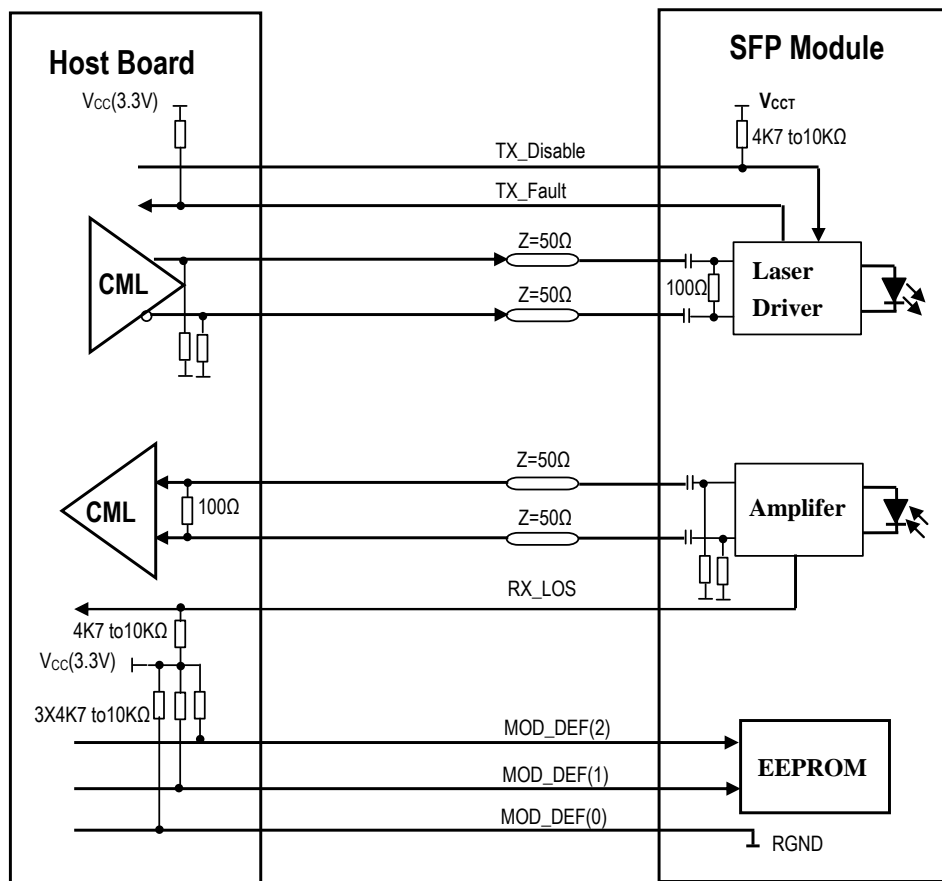 Host Board
SFP Module
VCC(3.3V)
VCCT
4K7 to10KΩ
TX_Disable
TX_Fault
Z=50Ω
CML
Laser
Driver
100Ω
Z=50Ω
Z=50Ω
CML
100Ω
Amplifer
Z=50Ω
RX_LOS
4K7 to10KΩ
VCC(3.3V)
3X4K7 to10KΩ
MOD_DEF(2)
EEPROM
MOD_DEF(1)
MOD_DEF(0)
RGND